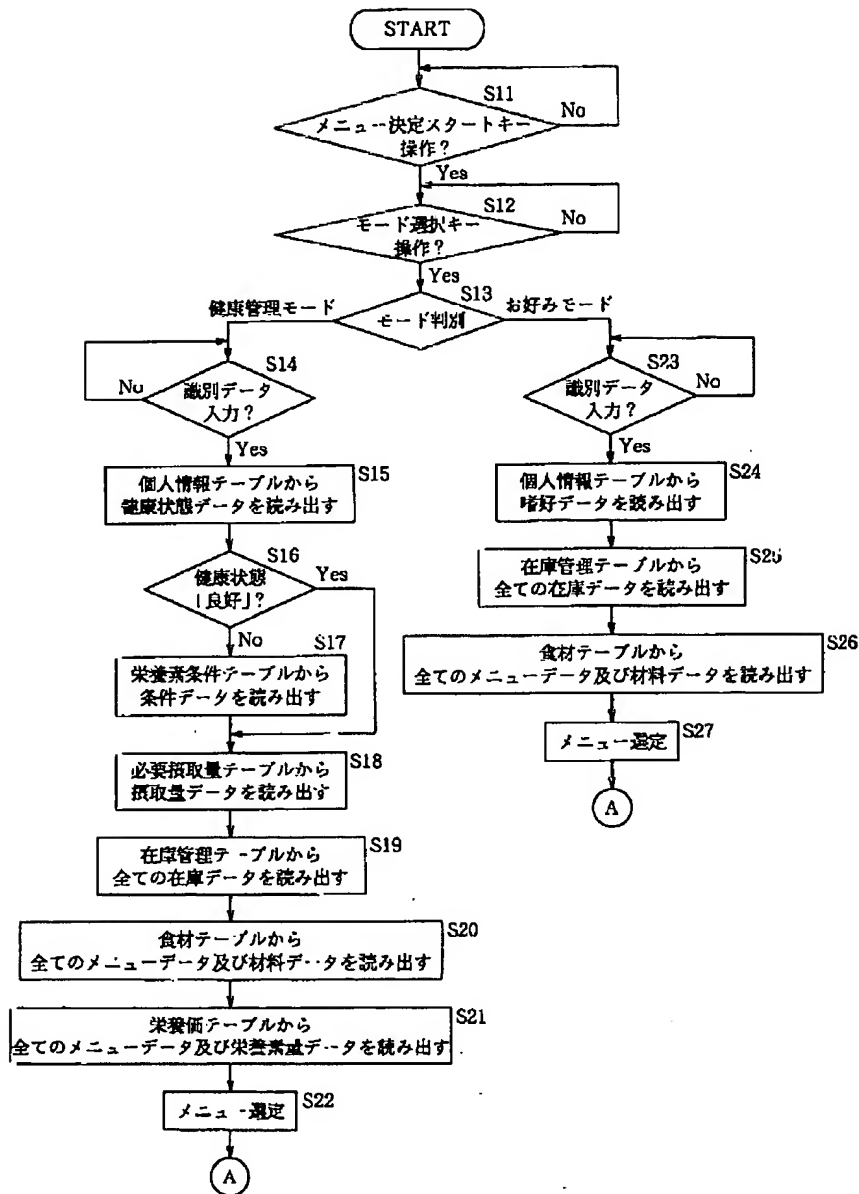 START
S11
メニュー決定スタートキー
操作？
No
Yes
S12
モード選択キー
操作？
No
Yes
S13
モード判別
健康管理モード
お好みモード
S14
識別データ
入力？
No
Yes
S15
個人情報テーブルから
健康状態データを読み出す
S16
健康状態
「良好」？
Yes
No
S17
栄養素条件テーブルから
条件データを読み出す
S18
必要摂取量テーブルから
摂取量データを読み出す
S19
在庫管理テーブルから
全ての在庫データを読み出す
S20
食材テーブルから
全てのメニューデータ及び材料データを読み出す
S21
栄養価テーブルから
全てのメニューデータ及び栄養素量データを読み出す
S22
メニュー選定
A
S23
識別データ
入力？
No
Yes
S24
個人情報テーブルから
嗜好データを読み出す
S25
在庫管理テーブルから
全ての在庫データを読み出す
S26
食材テーブルから
全てのメニューデータ及び材料データを読み出す
S27
メニュー選定
A